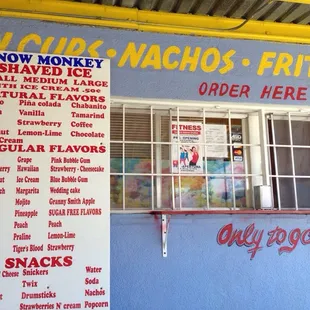 CUPS • NACHOS • FRIT
ORDER HERE
NOW MONKEY
SHAVED ICE
ALL MEDIUM LARGE
TH ICE CREAM .50¢
ATURAL FLAVORS
Piña colada Chabanito
Vanilla Tamarind
Strawberry Coffee
Lemon-Lime Chocolate
Cream
GULAR FLAVORS
Grape Pink Bubble Gum
Hawaiian Strawberry
Ice Cream Blue Bubble Gum
Margarita Wedding cake
Mojito Granny Smith Apple
Pineapple SUGAR FREE FLAVORS
Peach Peach
Praline Lemon-Lime
Tiger's Blood Strawberry
SNACKS
Cheese Snickers Water
Twix Soda
Drumsticks Nachos
Strawberries N' cream Popcorn
FITNESS
Only to go